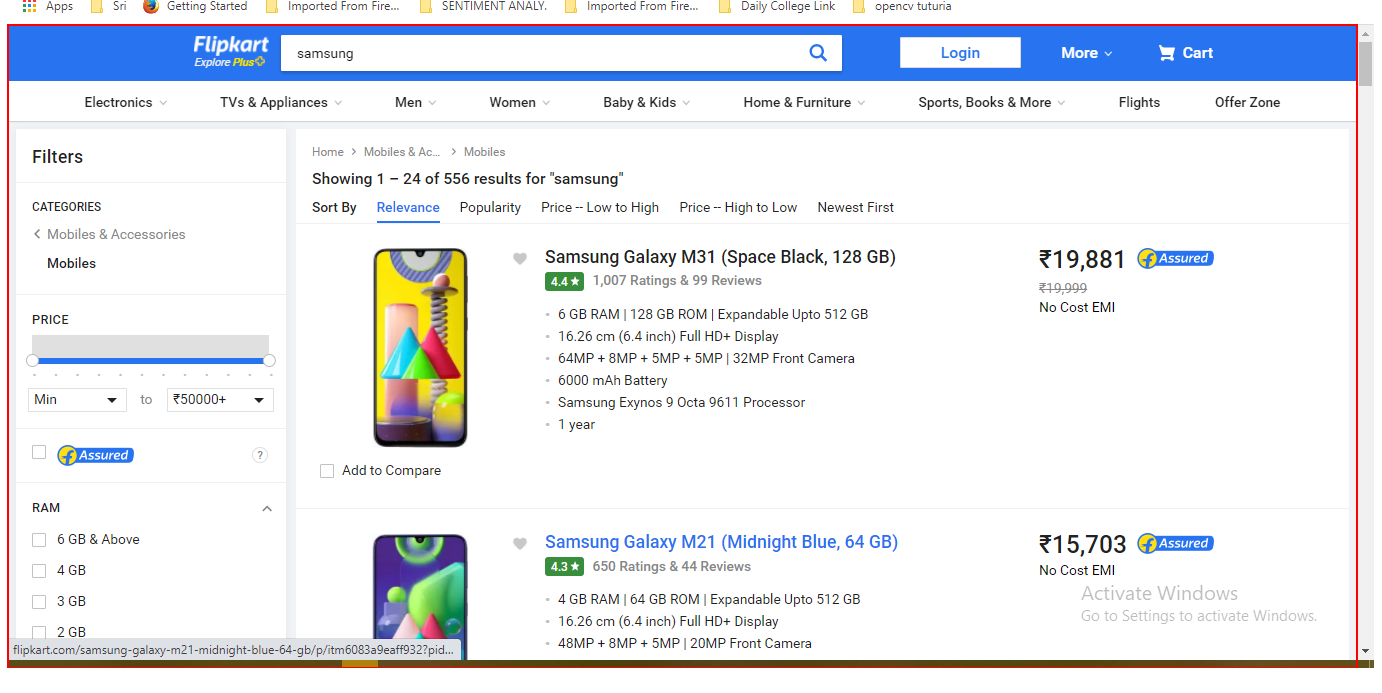 Apps Sri Getting Started Imported From Fire... SENTIMENT ANALY. Imported From Fire... Daily College Link opencv tuturia
Flipkart samsung Login More Cart
Explore Plus
Electronics TVs & Appliances Men Women Baby & Kids Home & Furniture Sports, Books & More Flights Offer Zone
Filters
CATEGORIES
Mobiles & Accessories
Mobiles
PRICE
Min to ₹50000+
Assured ?
RAM
6 GB & Above
4 GB
3 GB
2 GB
Home > Mobiles & Ac... > Mobiles
Showing 1 – 24 of 556 results for "samsung"
Sort By Relevance Popularity Price -- Low to High Price -- High to Low Newest First
Samsung Galaxy M31 (Space Black, 128 GB)
4.4 ★ 1,007 Ratings & 99 Reviews
6 GB RAM | 128 GB ROM | Expandable Upto 512 GB
16.26 cm (6.4 inch) Full HD+ Display
64MP + 8MP + 5MP + 5MP | 32MP Front Camera
6000 mAh Battery
Samsung Exynos 9 Octa 9611 Processor
1 year
₹19,881 Assured
₹19,999
No Cost EMI
Add to Compare
Samsung Galaxy M21 (Midnight Blue, 64 GB)
4.3 ★ 650 Ratings & 44 Reviews
4 GB RAM | 64 GB ROM | Expandable Upto 512 GB
16.26 cm (6.4 inch) Full HD+ Display
48MP + 8MP + 5MP | 20MP Front Camera
₹15,703 Assured
No Cost EMI
Activate Windows
Go to Settings to activate Windows.
flipkart.com/samsung-galaxy-m21-midnight-blue-64-gb/p/itm6083a9eaff932?pid...